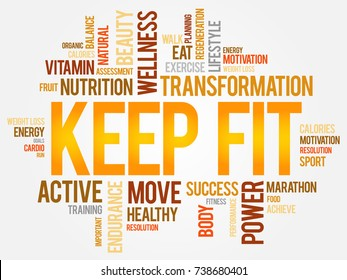 ORGANIC
BALANCE
CALORIES
NATURAL
BEAUTY
WELLNESS
WALK
EAT
PLANNING
REGENERATION
LIFESTYLE
ENERGY
MOTIVATION
WEIGHT LOSS
VITAMIN
ASSESSMENT
EXERCISE
FRUIT
NUTRITION
TRANSFORMATION
WEIGHT LOSS
ENERGY
GOALS
CARDIO
RUN
KEEP FIT
CALORIES
MOTIVATION
RESOLUTION
SPORT
ACTIVE
TRAINING
IMPORTANT
ENDURANCE
MOVE
HEALTHY
RESOLUTION
SUCCESS
BODY
FITNESS
PERFORMANCE
POWER
MARATHON
FOOD
ACHIEVE
shutterstock.com · 738680401